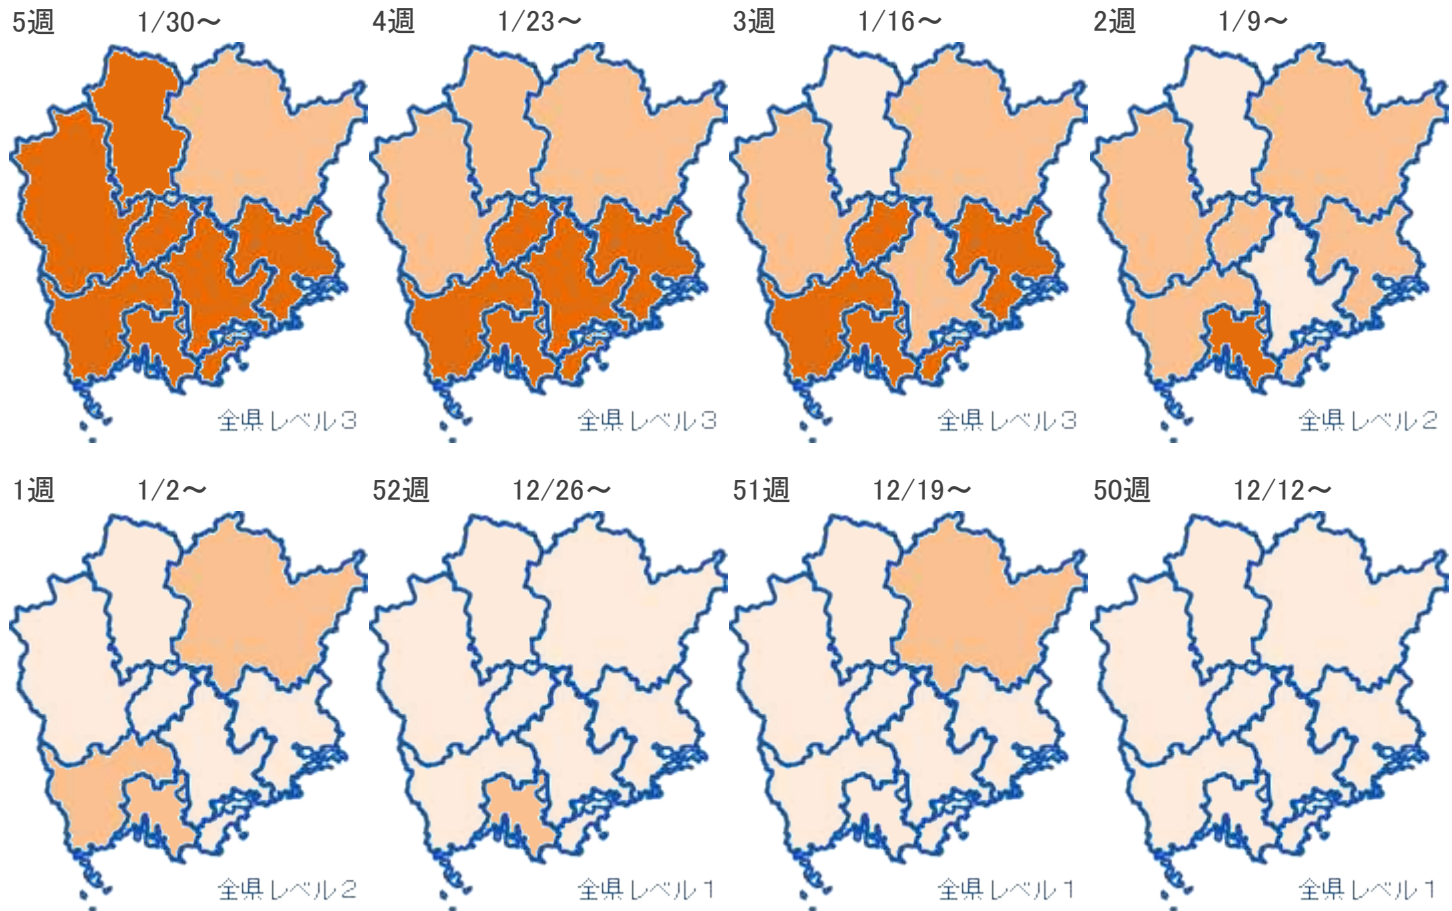 5週 1/30～ 4週 1/23～ 3週 1/16～ 2週 1/9～
全県レベル3 全県レベル3 全県レベル3 全県レベル2
1週 1/2～ 52週 12/26～ 51週 12/19～ 50週 12/12～
全県レベル2 全県レベル1 全県レベル1 全県レベル1